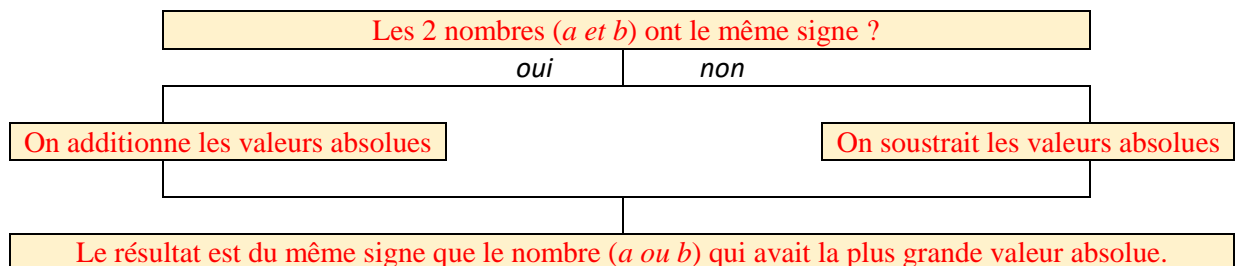 Les 2 nombres (a et b) ont le même signe ?
oui non
On additionne les valeurs absolues
On soustrait les valeurs absolues
Le résultat est du même signe que le nombre (a ou b) qui avait la plus grande valeur absolue.